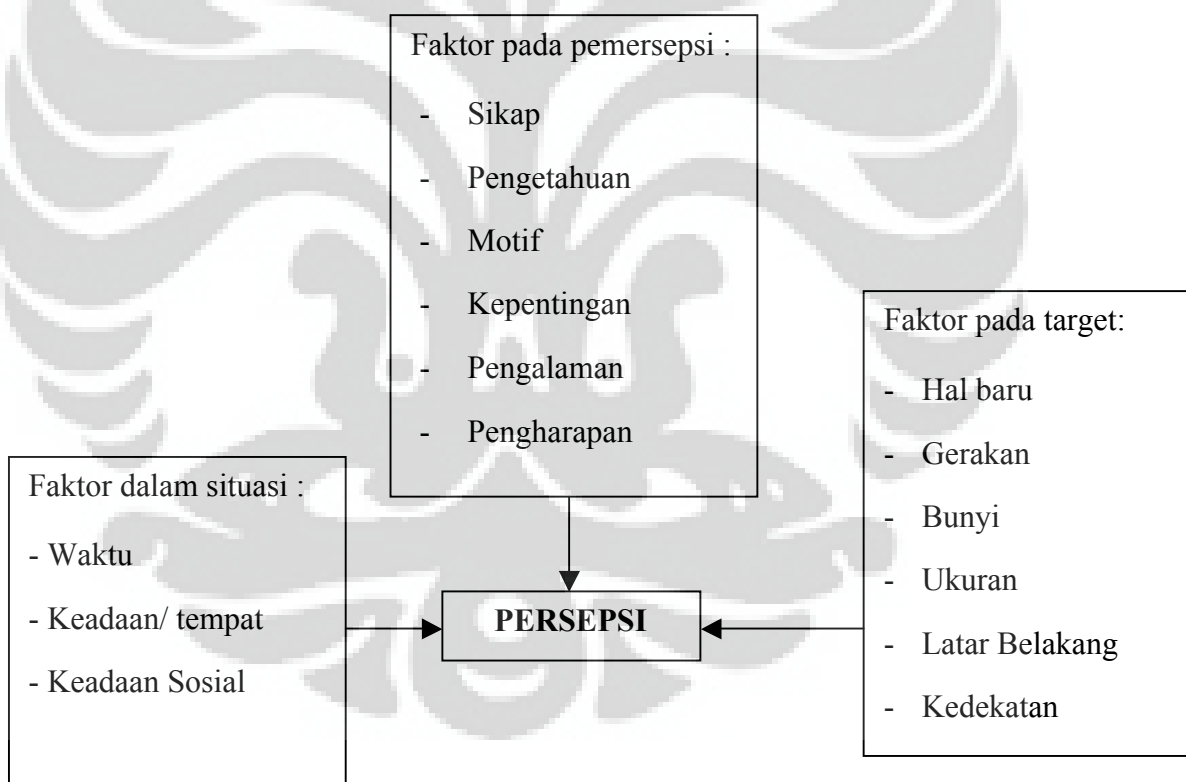 Faktor pada pemersepsi :
- Sikap
- Pengetahuan
- Motif
- Kepentingan
- Pengalaman
- Pengharapan
Faktor pada target:
- Hal baru
- Gerakan
- Bunyi
- Ukuran
- Latar Belakang
- Kedekatan
Faktor dalam situasi :
- Waktu
- Keadaan/ tempat
- Keadaan Sosial
PERSEPSI